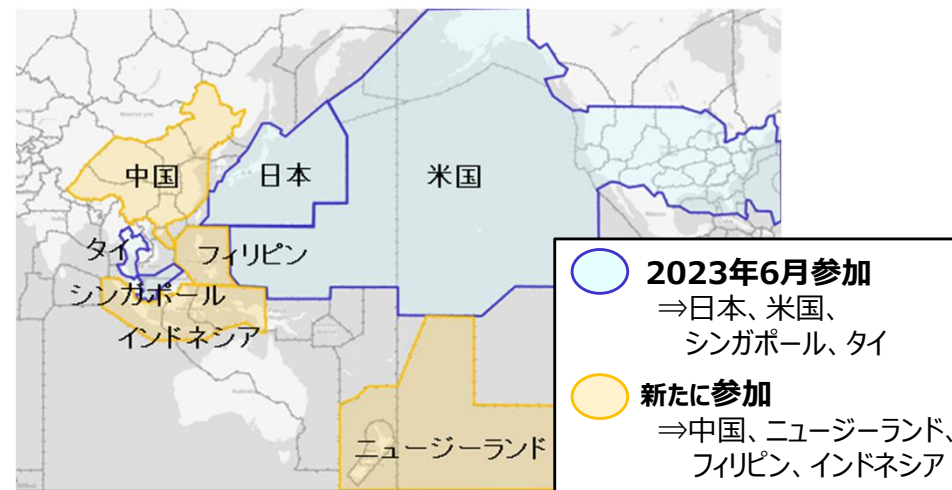 中国
日本
米国
タイ
フィリピン
シンガポール
インドネシア
ニュージーランド
2023年6月参加
⇒日本、米国、
シンガポール、タイ
新たに参加
⇒中国、ニュージーランド、
フィリピン、インドネシア